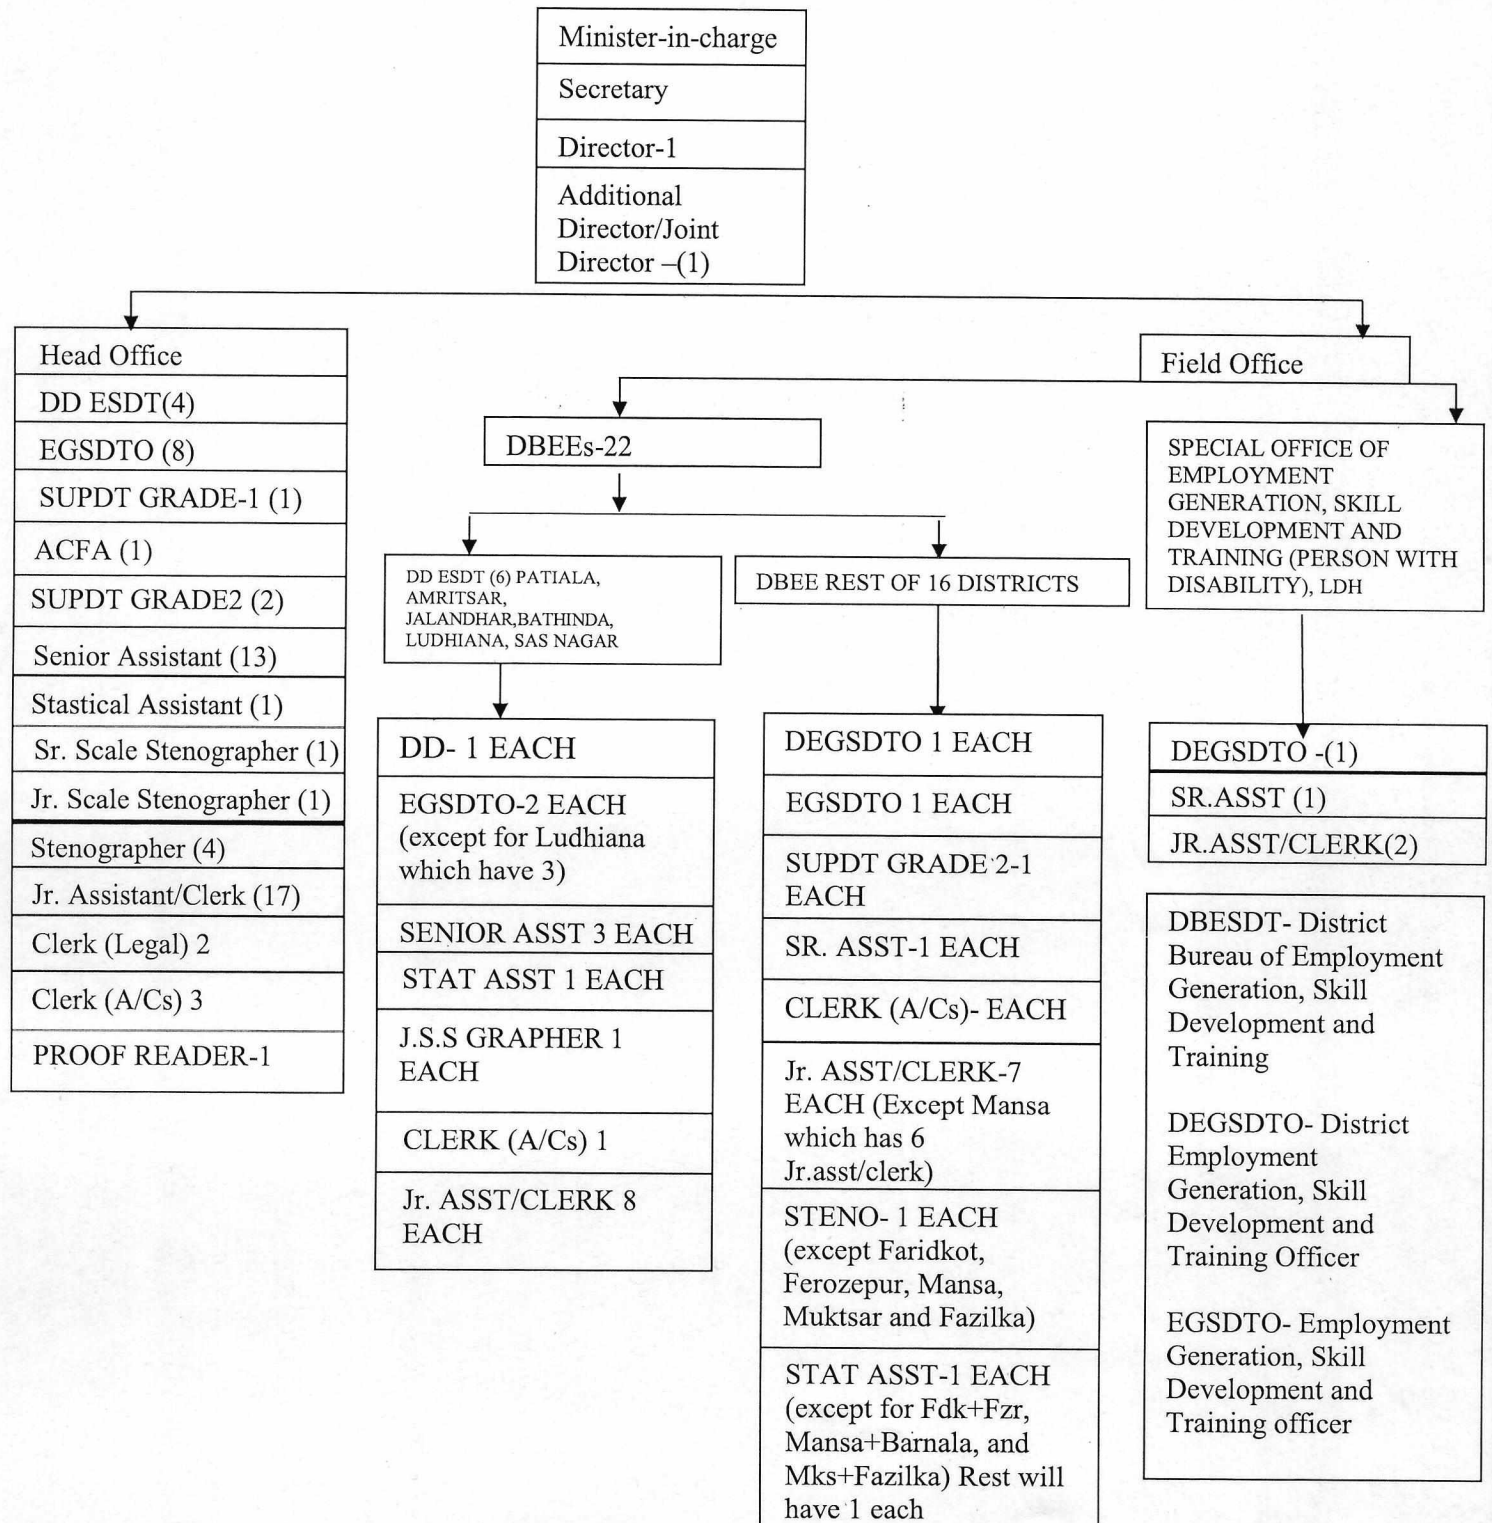 Minister-in-charge
Secretary
Director-1
Additional
Director/Joint
Director –(1)
Head Office
DD ESDT(4)
EGSDTO (8)
SUPDT GRADE-1 (1)
ACFA (1)
SUPDT GRADE2 (2)
Senior Assistant (13)
Stastical Assistant (1)
Sr. Scale Stenographer (1)
Jr. Scale Stenographer (1)
Stenographer (4)
Jr. Assistant/Clerk (17)
Clerk (Legal) 2
Clerk (A/Cs) 3
PROOF READER-1
Field Office
DBEEs-22
DD ESDT (6) PATIALA,
AMRITSAR,
JALANDHAR,BATHINDA,
LUDHIANA, SAS NAGAR
DD- 1 EACH
EGSDTO-2 EACH
(except for Ludhiana
which have 3)
SENIOR ASST 3 EACH
STAT ASST 1 EACH
J.S.S GRAPHER 1
EACH
CLERK (A/Cs) 1
Jr. ASST/CLERK 8
EACH
DBEE REST OF 16 DISTRICTS
DEGSDTO 1 EACH
EGSDTO 1 EACH
SUPDT GRADE 2-1
EACH
SR. ASST-1 EACH
CLERK (A/Cs)- EACH
Jr. ASST/CLERK-7
EACH (Except Mansa
which has 6
Jr.asst/clerk)
STENO- 1 EACH
(except Faridkot,
Ferozepur, Mansa,
Muktsar and Fazilka)
STAT ASST-1 EACH
(except for Fdk+Fzr,
Mansa+Barnala, and
Mks+Fazilka) Rest will
have 1 each
SPECIAL OFFICE OF
EMPLOYMENT
GENERATION, SKILL
DEVELOPMENT AND
TRAINING (PERSON WITH
DISABILITY), LDH
DEGSDTO -(1)
SR.ASST (1)
JR.ASST/CLERK(2)
DBESDT- District
Bureau of Employment
Generation, Skill
Development and
Training
DEGSDTO- District
Employment
Generation, Skill
Development and
Training Officer
EGSDTO- Employment
Generation, Skill
Development and
Training officer